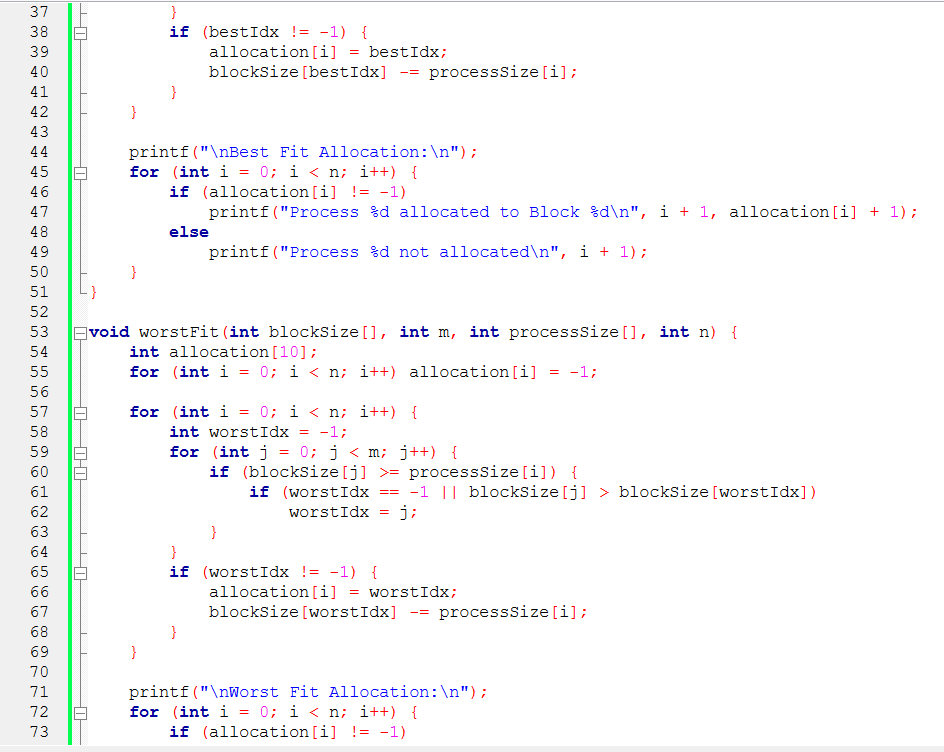 37                }
38                if (bestIdx != -1) {
39                    allocation[i] = bestIdx;
40                    blockSize[bestIdx] -= processSize[i];
41                }
42            }
43
44            printf("\nBest Fit Allocation:\n");
45            for (int i = 0; i < n; i++) {
46                if (allocation[i] != -1)
47                    printf("Process %d allocated to Block %d\n", i + 1, allocation[i] + 1);
48                else
49                    printf("Process %d not allocated\n", i + 1);
50            }
51        }
52
53        void worstFit(int blockSize[], int m, int processSize[], int n) {
54            int allocation[10];
55            for (int i = 0; i < n; i++) allocation[i] = -1;
56
57            for (int i = 0; i < n; i++) {
58                int worstIdx = -1;
59                for (int j = 0; j < m; j++) {
60                    if (blockSize[j] >= processSize[i]) {
61                        if (worstIdx == -1 || blockSize[j] > blockSize[worstIdx])
62                            worstIdx = j;
63                    }
64                }
65                if (worstIdx != -1) {
66                    allocation[i] = worstIdx;
67                    blockSize[worstIdx] -= processSize[i];
68                }
69            }
70
71            printf("\nWorst Fit Allocation:\n");
72            for (int i = 0; i < n; i++) {
73                if (allocation[i] != -1)